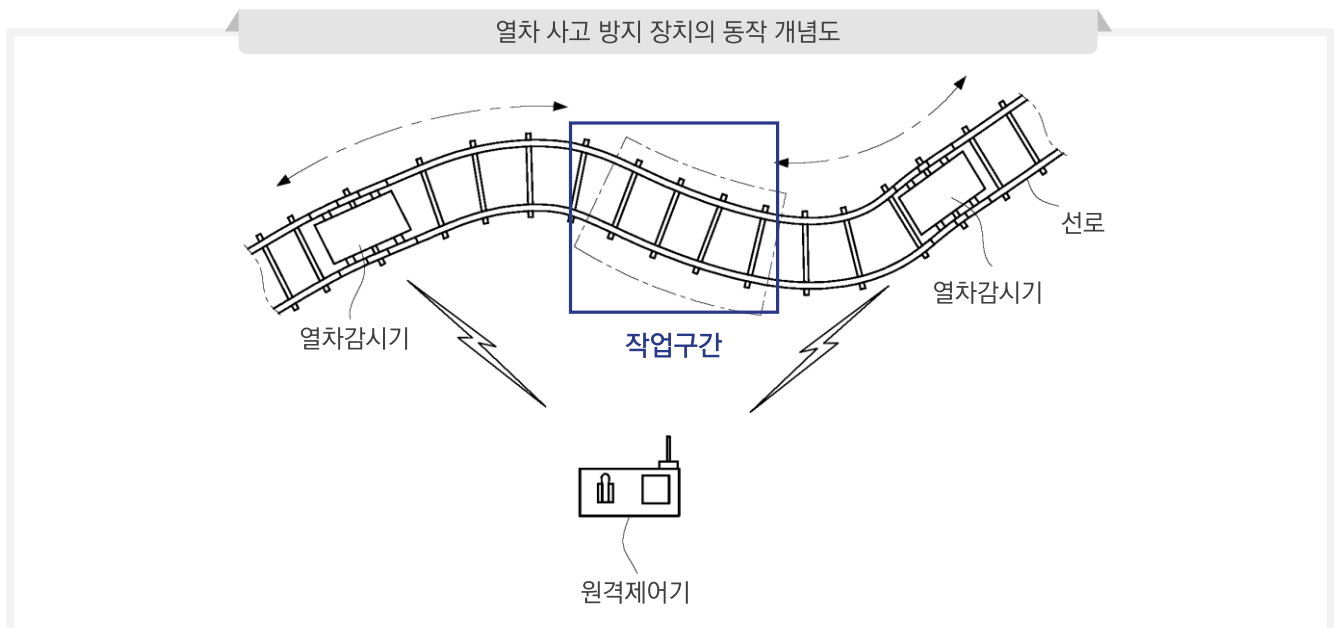 열차 사고 방지 장치의 동작 개념도
선로
열차감시기
열차감시기
작업구간
원격제어기